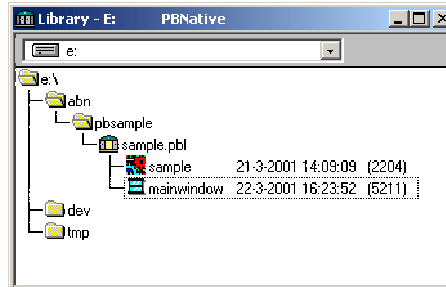 Library - E: PBNative
e:
e:\
abn
pbsample
sample.pbl
sample 21-3-2001 14:09:09 (2204)
mainwindow 22-3-2001 16:23:52 (5211)
dev
tmp